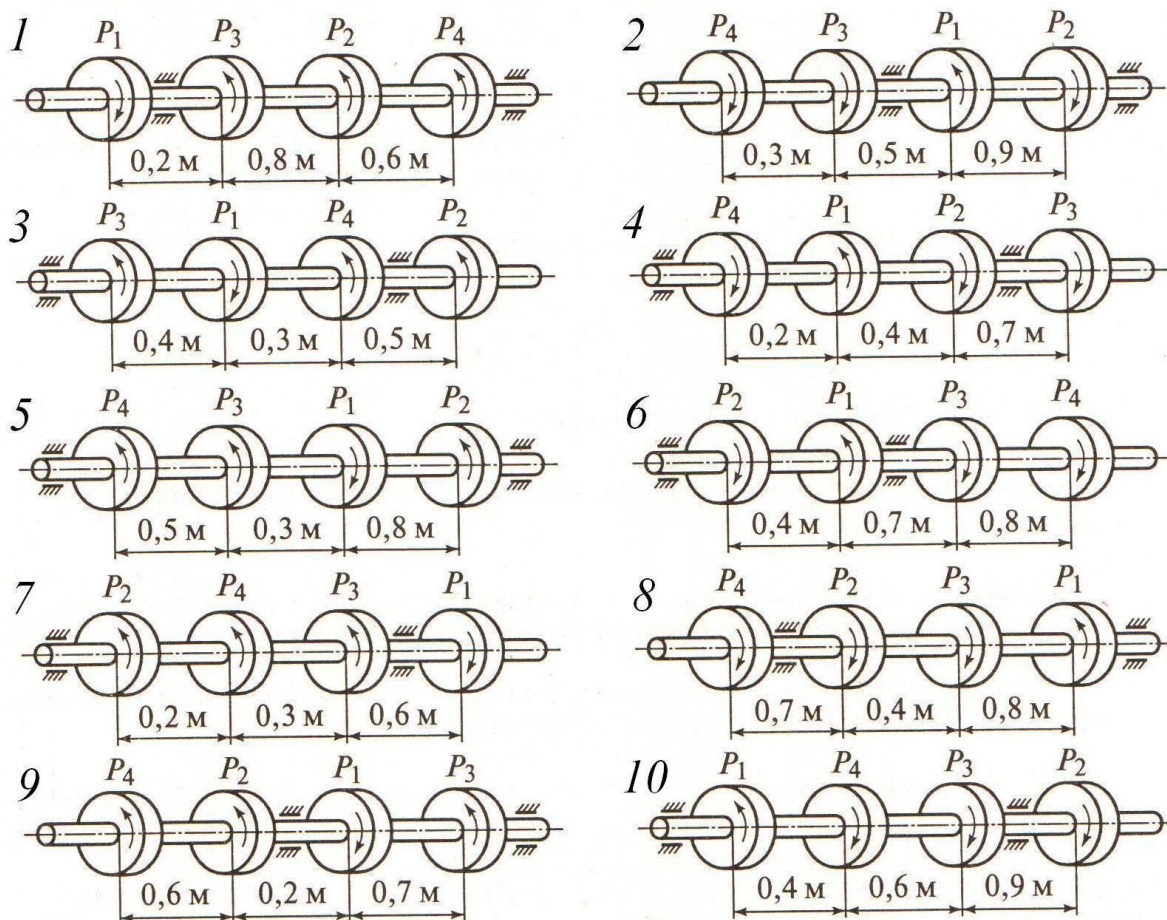 1
P1 P3 P2 P4
0,2 м 0,8 м 0,6 м
2
P4 P3 P1 P2
0,3 м 0,5 м 0,9 м
3
P3 P1 P4 P2
0,4 м 0,3 м 0,5 м
4
P4 P1 P2 P3
0,2 м 0,4 м 0,7 м
5
P4 P3 P1 P2
0,5 м 0,3 м 0,8 м
6
P2 P1 P3 P4
0,4 м 0,7 м 0,8 м
7
P2 P4 P3 P1
0,2 м 0,3 м 0,6 м
8
P4 P2 P3 P1
0,7 м 0,4 м 0,8 м
9
P4 P2 P1 P3
0,6 м 0,2 м 0,7 м
10
P1 P4 P3 P2
0,4 м 0,6 м 0,9 м